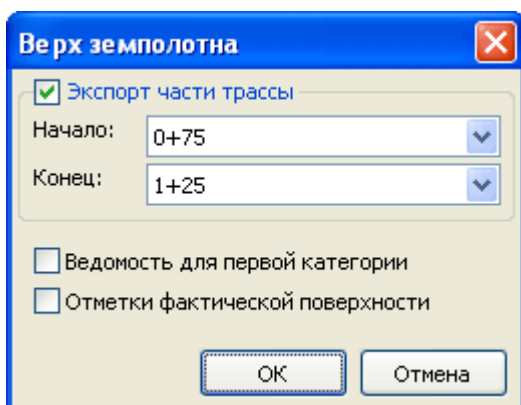 Верх земполотна
Экспорт части трассы
Начало: 0+75
Конец: 1+25
Ведомость для первой категории
Отметки фактической поверхности
ОК Отмена